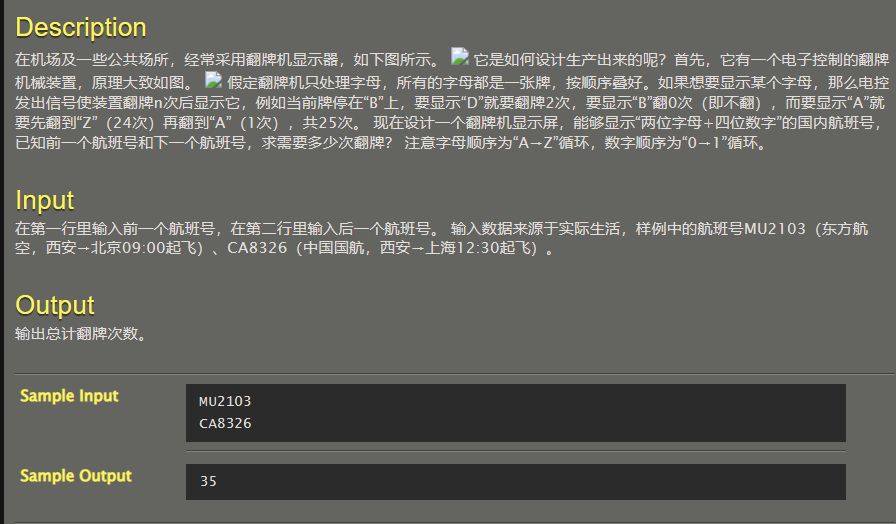 Description
在机场及一些公共场所，经常采用翻牌机显示器，如下图所示。 它是如何设计生产出来的呢？首先，它有一个电子控制的翻牌
机械装置，原理大致如图。 假定翻牌机只处理字母，所有的字母都是一张牌，按顺序叠好。如果想要显示某个字母，那么电控
发出信号使装置翻牌n次后显示它，例如当前牌停在“B”上，要显示“D”就要翻牌2次，要显示“B”翻0次（即不翻），而要显示“A”就
要先翻到“Z”（24次）再翻到“A”（1次），共25次。 现在设计一个翻牌机显示屏，能够显示“两位字母+四位数字”的国内航班号，
已知前一个航班号和下一个航班号，求需要多少次翻牌？ 注意字母顺序为“A→Z”循环，数字顺序为“0→1”循环。
Input
在第一行里输入前一个航班号，在第二行里输入后一个航班号。 输入数据来源于实际生活，样例中的航班号MU2103（东方航
空，西安→北京09:00起飞）、CA8326（中国国航，西安→上海12:30起飞）。
Output
输出总计翻牌次数。
Sample Input
MU2103
CA8326
Sample Output
35